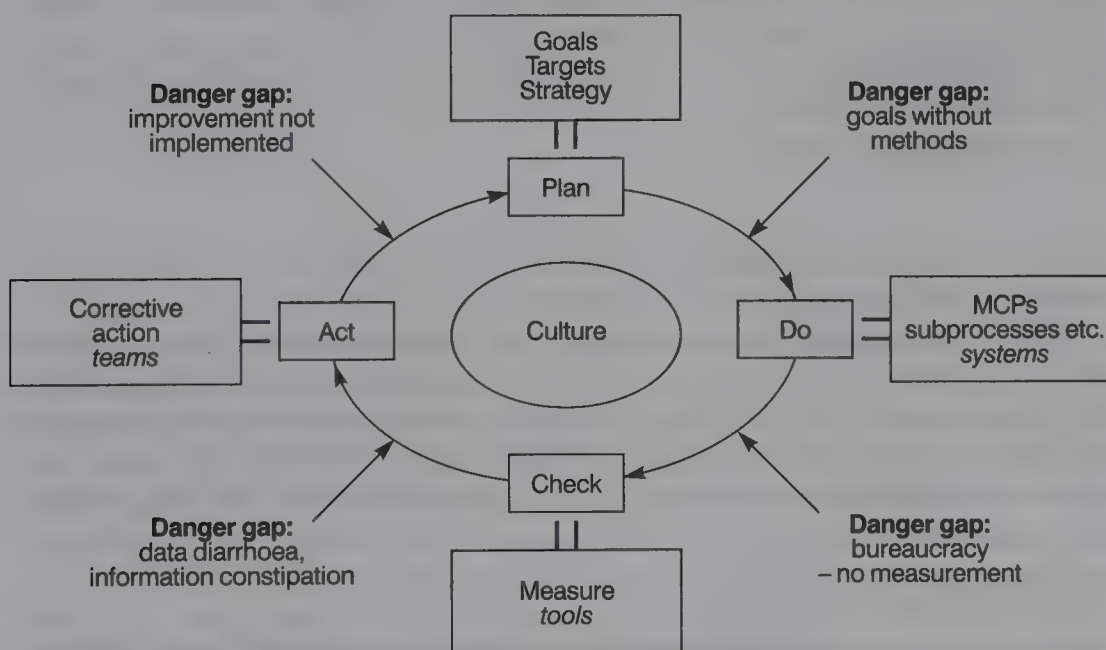 Goals
Targets
Strategy
Danger gap:
improvement not
implemented
Danger gap:
goals without
methods
Plan
Corrective
action
teams
Act
Culture
Do
MCPs
subprocesses etc.
systems
Check
Danger gap:
data diarrhoea,
information constipation
Danger gap:
bureaucracy
– no measurement
Measure
tools